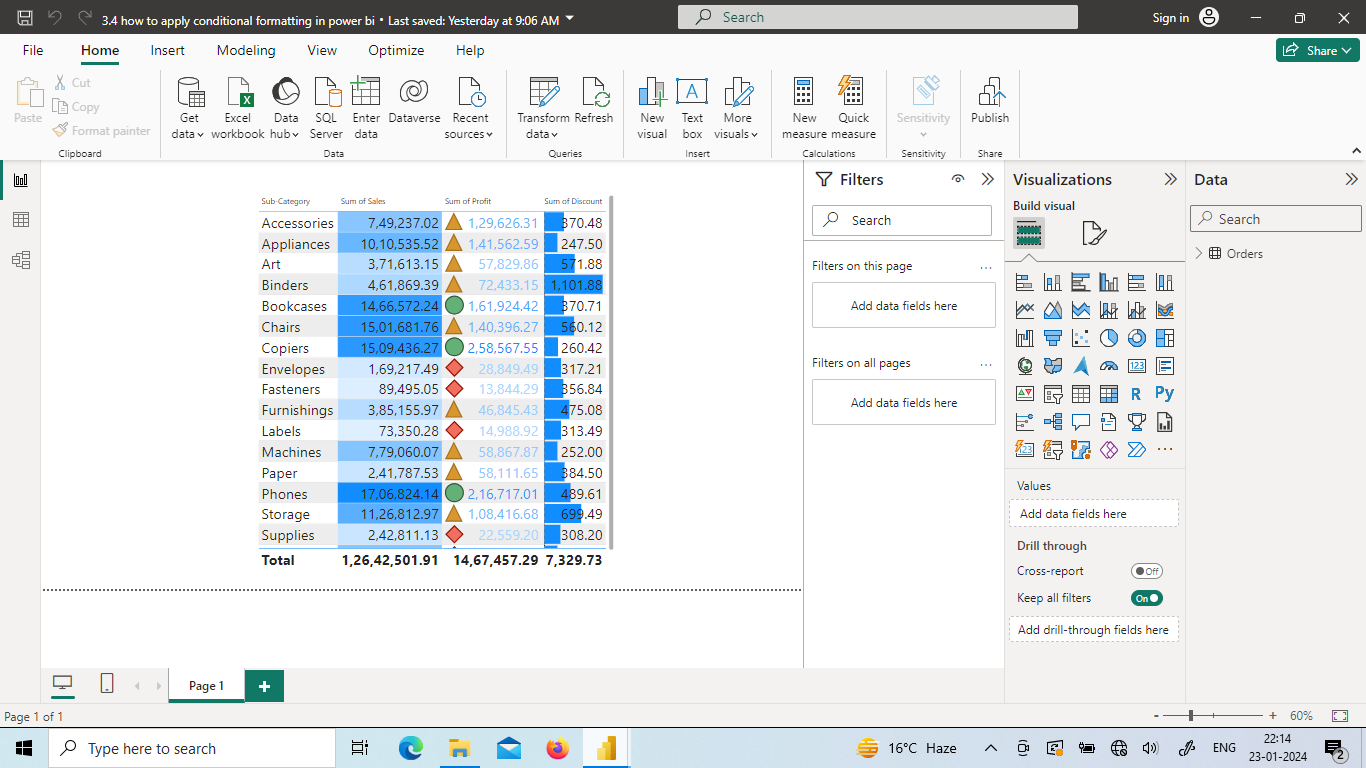 3.4 how to apply conditional formatting in power bi • Last saved: Yesterday at 9:06 AM
Search
Sign in
File Home Insert Modeling View Optimize Help
Share
Paste
Cut
Copy
Format painter
Clipboard
Get data
Excel workbook
Data hub
SQL Server
Enter data
Dataverse
Recent sources
Data
Transform data
Refresh
Queries
New visual
Text box
More visuals
Insert
New measure
Quick measure
Calculations
Sensitivity
Sensitivity
Publish
Share
Sub-Category Sum of Sales Sum of Profit Sum of Discount
Accessories 7,49,237.02 1,29,626.31 370.48
Appliances 10,10,535.52 1,41,562.59 247.50
Art 3,71,613.15 57,829.86 571.88
Binders 4,61,869.39 72,433.15 1,101.88
Bookcases 14,66,572.24 1,61,924.42 370.71
Chairs 15,01,681.76 1,40,396.27 560.12
Copiers 15,09,436.27 2,58,567.55 260.42
Envelopes 1,69,217.49 28,849.49 317.21
Fasteners 89,495.05 13,844.29 356.84
Furnishings 3,85,155.97 46,845.43 475.08
Labels 73,350.28 14,988.92 313.49
Machines 7,79,060.07 58,867.87 252.00
Paper 2,41,787.53 58,111.65 384.50
Phones 17,06,824.14 2,16,717.01 489.61
Storage 11,26,812.97 1,08,416.68 699.49
Supplies 2,42,811.13 22,559.20 308.20
Total 1,26,42,501.91 14,67,457.29 7,329.73
Filters
Search
Filters on this page
...
Add data fields here
Filters on all pages
...
Add data fields here
Visualizations
Build visual
123
R
Py
123
...
Values
Add data fields here
Drill through
Cross-report Off
Keep all filters On
Add drill-through fields here
Data
Search
Orders
Page 1
+
Page 1 of 1
- + 60%
Type here to search
16°C Haze
ENG
22:14
23-01-2024
2